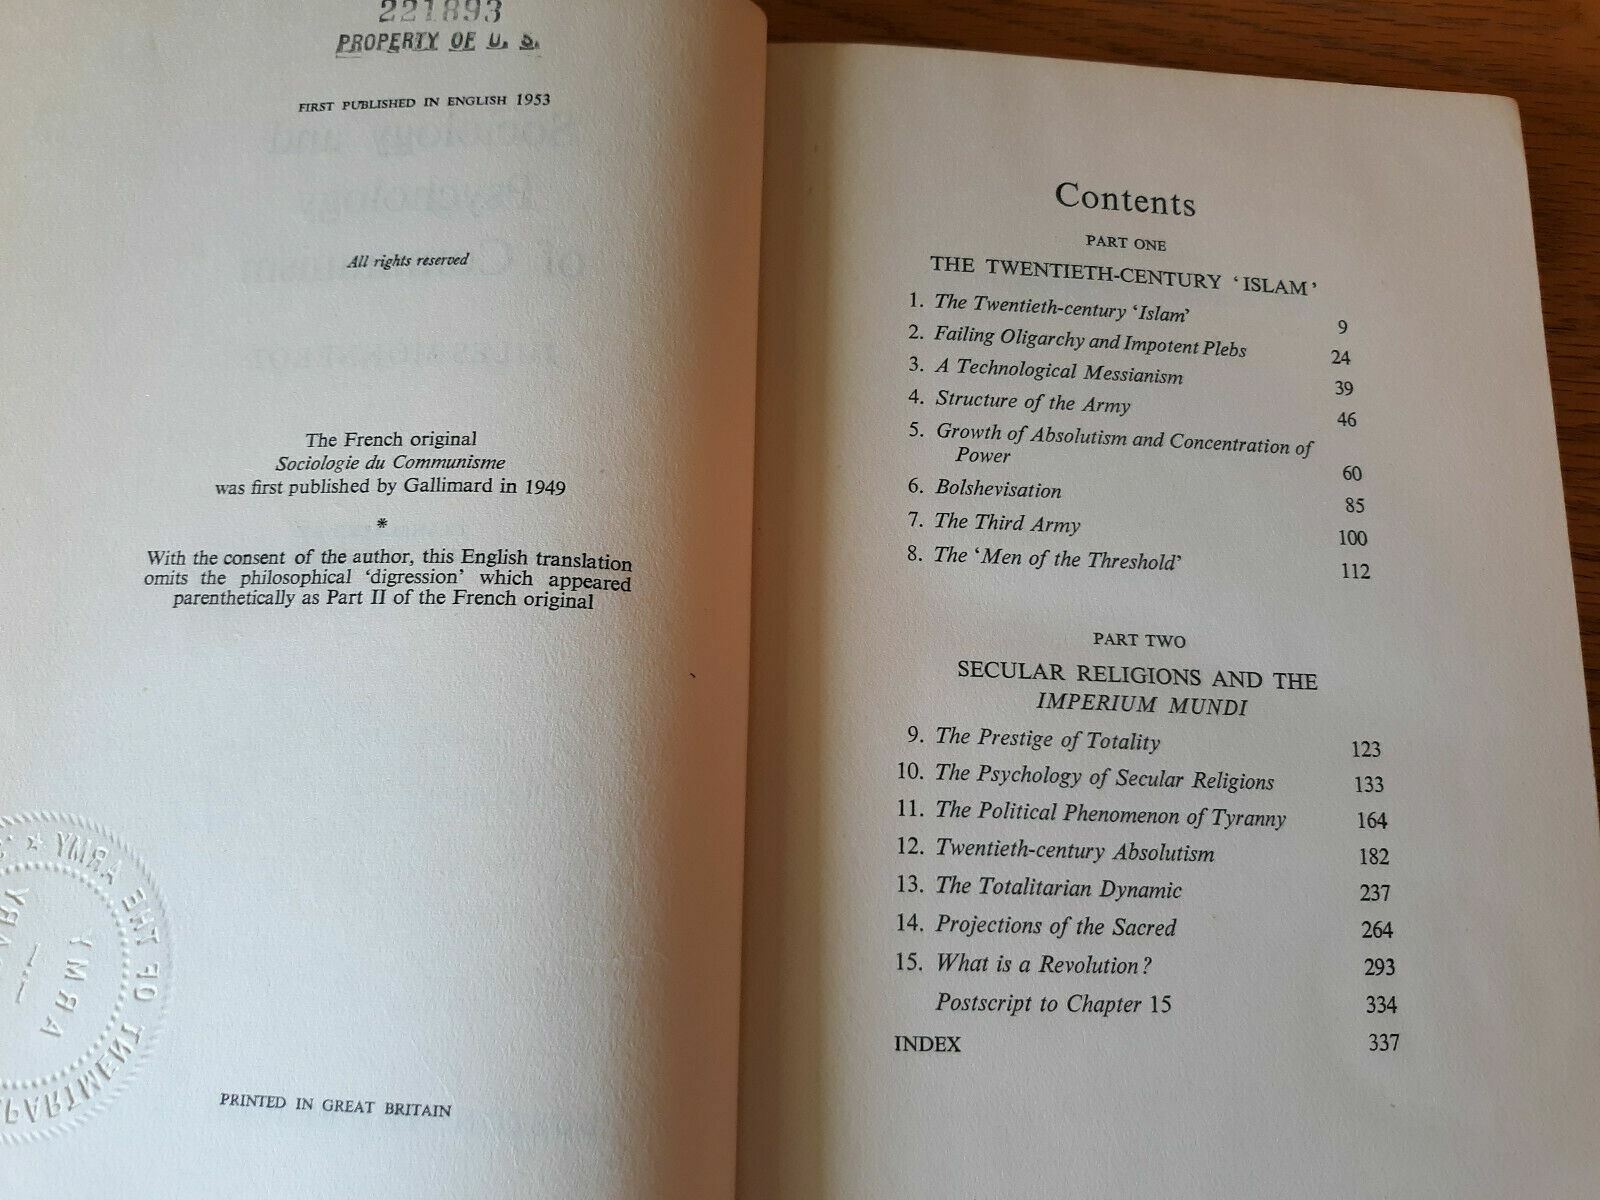 221893
PROPERTY OF U. S.
FIRST PUBLISHED IN ENGLISH 1953
All rights reserved
The French original
Sociologie du Communisme
was first published by Gallimard in 1949
*
With the consent of the author, this English translation
omits the philosophical ‘digression’ which appeared
parenthetically as Part II of the French original
PRINTED IN GREAT BRITAIN
PARTMENT OF THE ARMY ☆
ARMY
Contents
PART ONE
THE TWENTIETH-CENTURY ‘ISLAM’
1. The Twentieth-century ‘Islam’ 9
2. Failing Oligarchy and Impotent Plebs 24
3. A Technological Messianism 39
4. Structure of the Army 46
5. Growth of Absolutism and Concentration of
Power 60
6. Bolshevisation 85
7. The Third Army 100
8. The ‘Men of the Threshold’ 112
PART TWO
SECULAR RELIGIONS AND THE
IMPERIUM MUNDI
9. The Prestige of Totality 123
10. The Psychology of Secular Religions 133
11. The Political Phenomenon of Tyranny 164
12. Twentieth-century Absolutism 182
13. The Totalitarian Dynamic 237
14. Projections of the Sacred 264
15. What is a Revolution? 293
Postscript to Chapter 15 334
INDEX 337